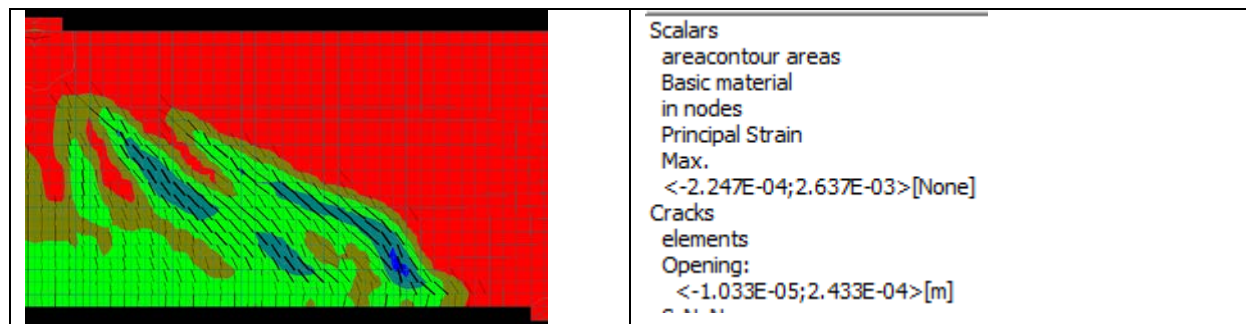 Scalars
areacontour areas
Basic material
in nodes
Principal Strain
Max.
<-2.247E-04;2.637E-03>[None]
Cracks
elements
Opening:
<-1.033E-05;2.433E-04>[m]